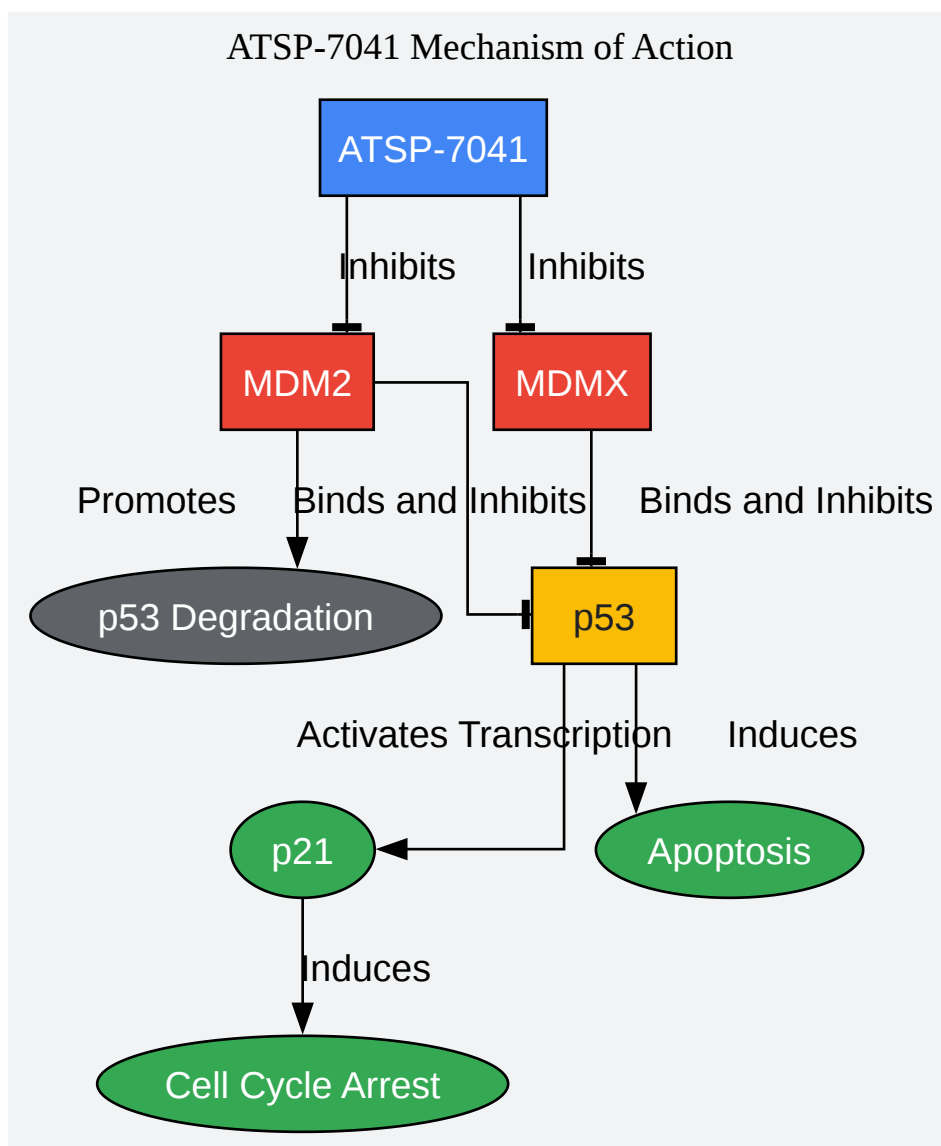 ATSP-7041 Mechanism of Action
ATSP-7041
Inhibits
Inhibits
MDM2
MDMX
Promotes
Binds and Inhibits
Binds and Inhibits
p53 Degradation
p53
Activates Transcription
Induces
p21
Apoptosis
Induces
Cell Cycle Arrest